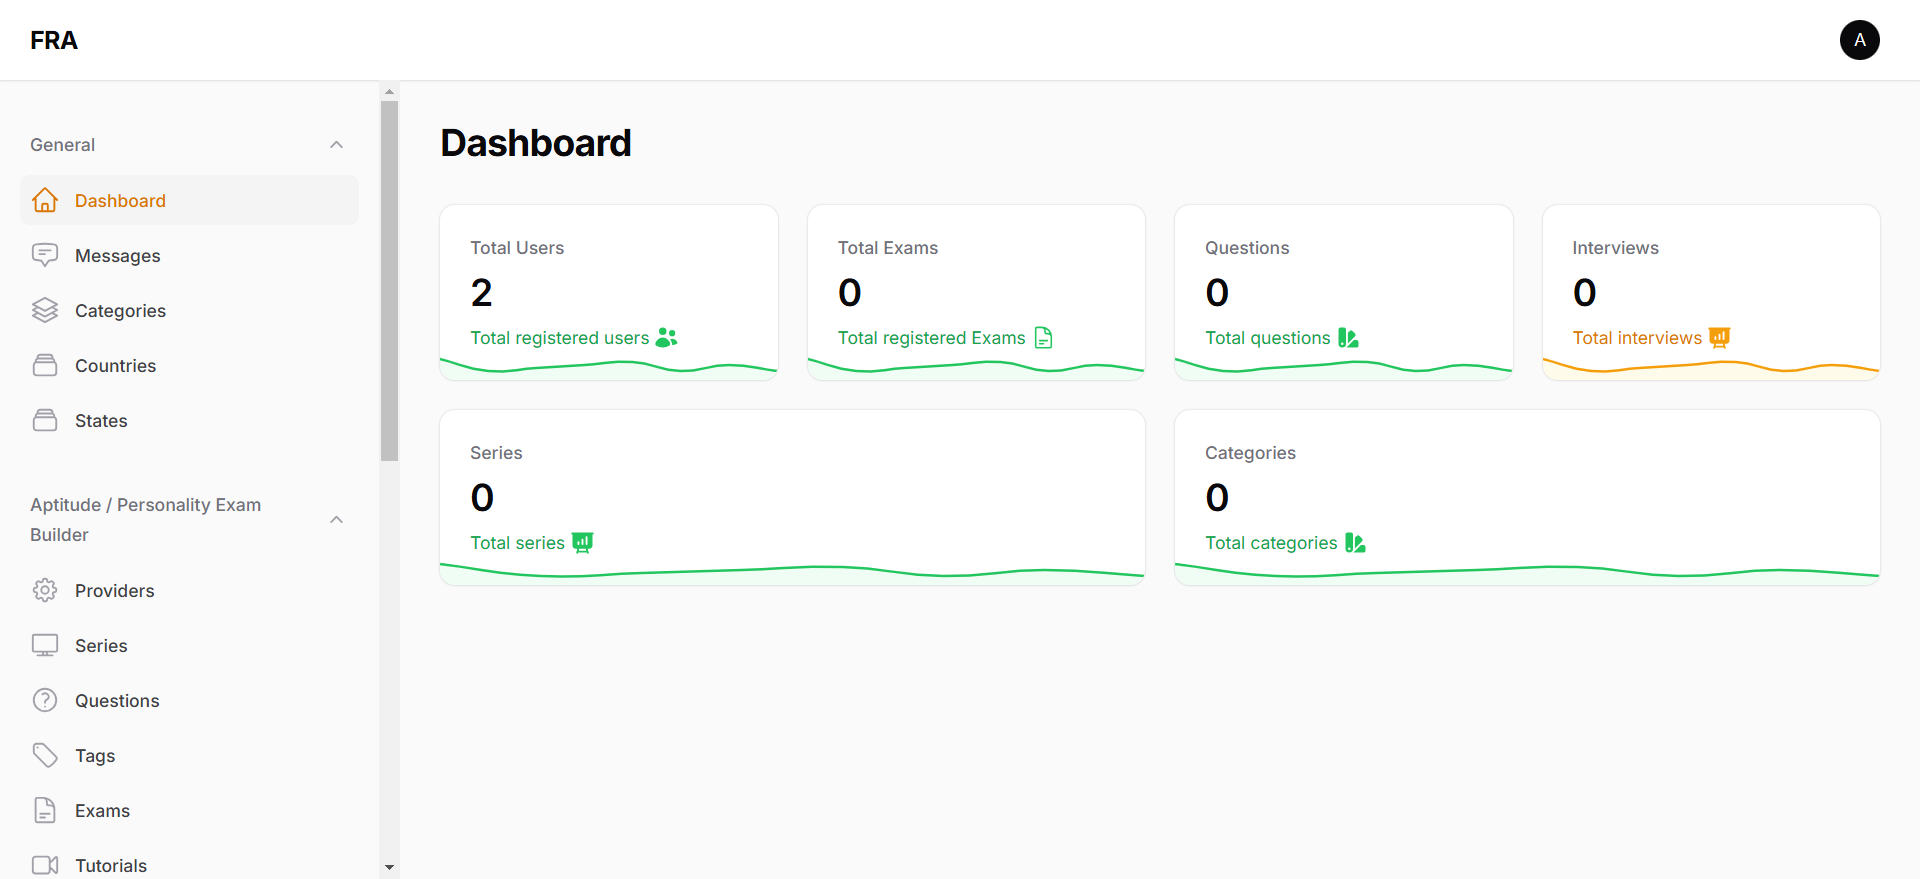 FRA
A
General
Dashboard
Messages
Categories
Countries
States
Aptitude / Personality Exam
Builder
Providers
Series
Questions
Tags
Exams
Tutorials
Dashboard
Total Users
2
Total registered users
Total Exams
0
Total registered Exams
Questions
0
Total questions
Interviews
0
Total interviews
Series
0
Total series
Categories
0
Total categories